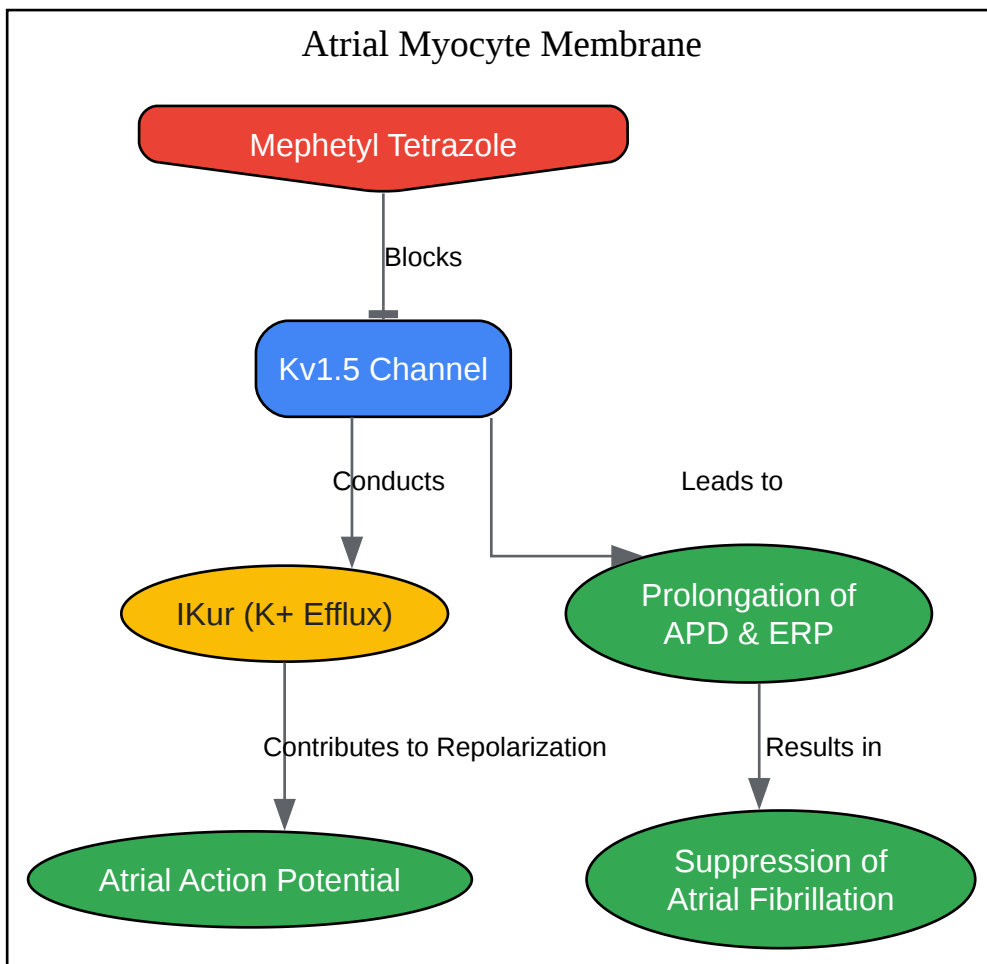 Atrial Myocyte Membrane
Mephetyl Tetrazole
Blocks
Kv1.5 Channel
Conducts
Leads to
IKur (K+ Efflux)
Prolongation of
APD & ERP
Contributes to Repolarization
Results in
Atrial Action Potential
Suppression of
Atrial Fibrillation